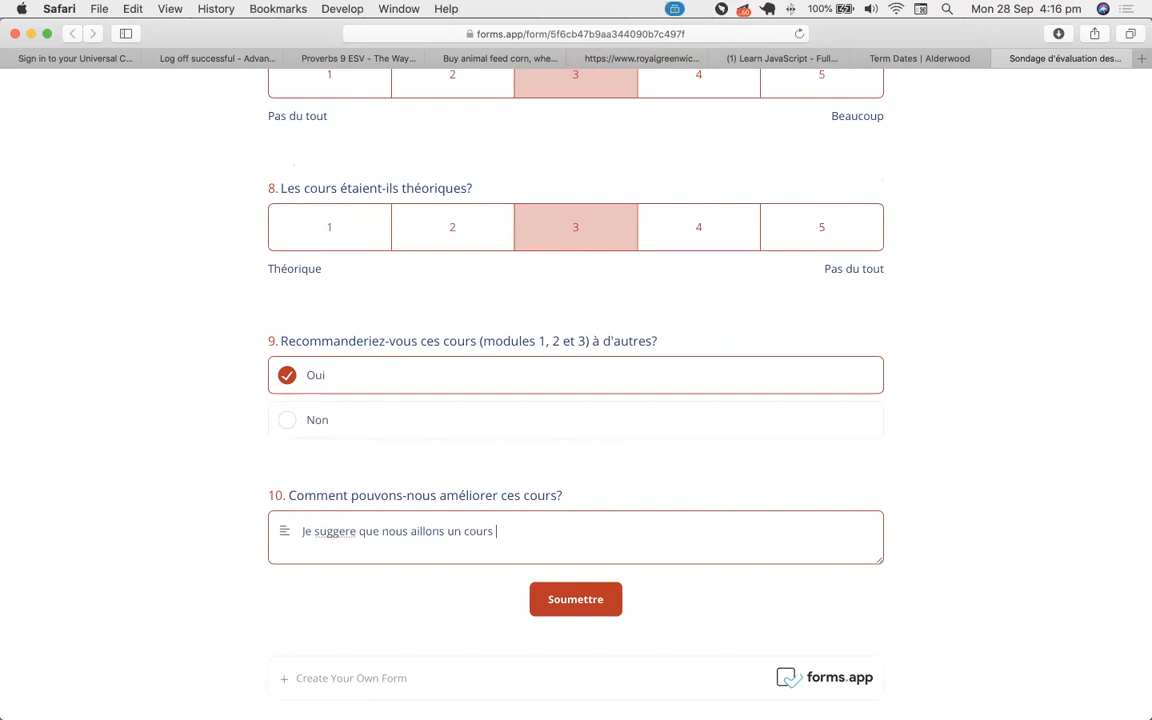 Safari File Edit View History Bookmarks Develop Window Help 100% Mon 28 Sep 4:16 pm
forms.app/form/5f6cb47b9aa344090b7c497f
Sign in to your Universal C... Log off successful - Advan... Proverbs 9 ESV - The Way... Buy animal feed corn, whe... https://www.royalgreenwic... (1) Learn JavaScript - Full... Term Dates | Alderwood Sondage d'évaluation des...
1 2 3 4 5
Pas du tout Beaucoup
8. Les cours étaient-ils théoriques?
1 2 3 4 5
Théorique Pas du tout
9. Recommanderiez-vous ces cours (modules 1, 2 et 3) à d'autres?
Oui
Non
10. Comment pouvons-nous améliorer ces cours?
Je suggere que nous aillons un cours
Soumettre
+ Create Your Own Form forms.app